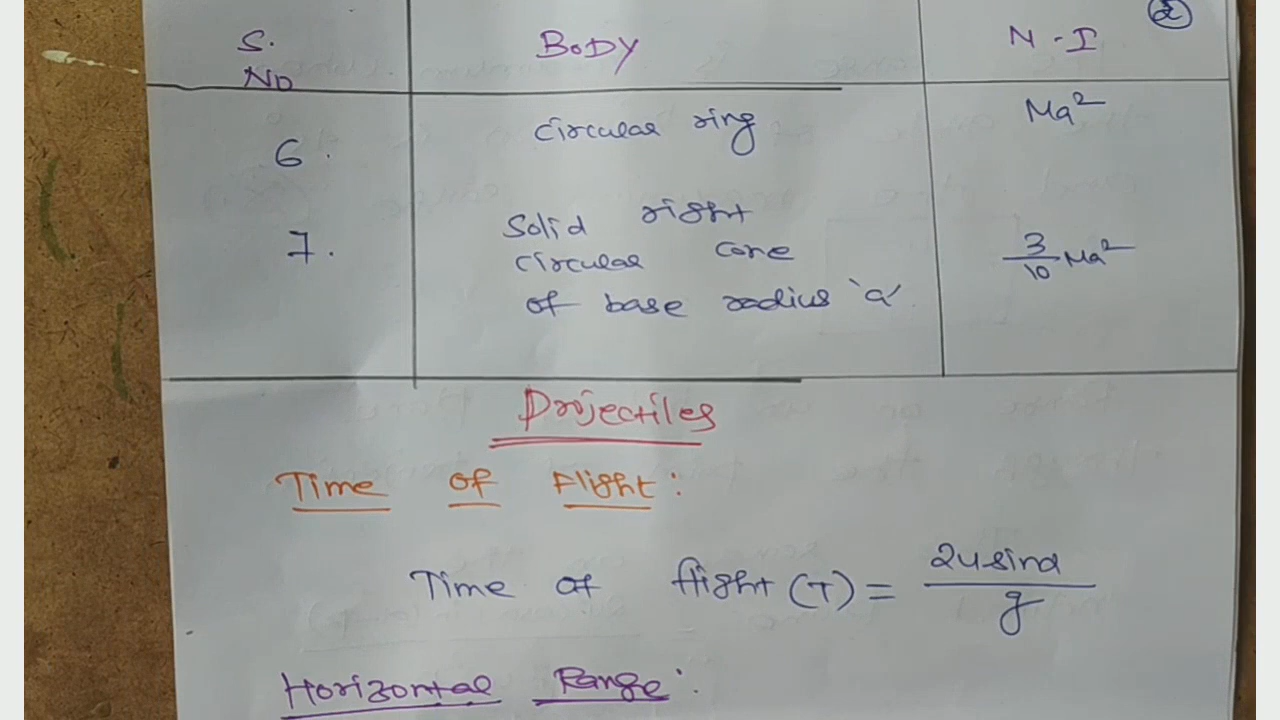 ②
S. No BODY M.I
6. Circular ring Ma²
7. Solid right
circular cone 3/10 Ma²
of base radius 'a'
Projectiles
Time of Flight:
Time of flight (T) = 2u sinα / g
Horizontal Range: